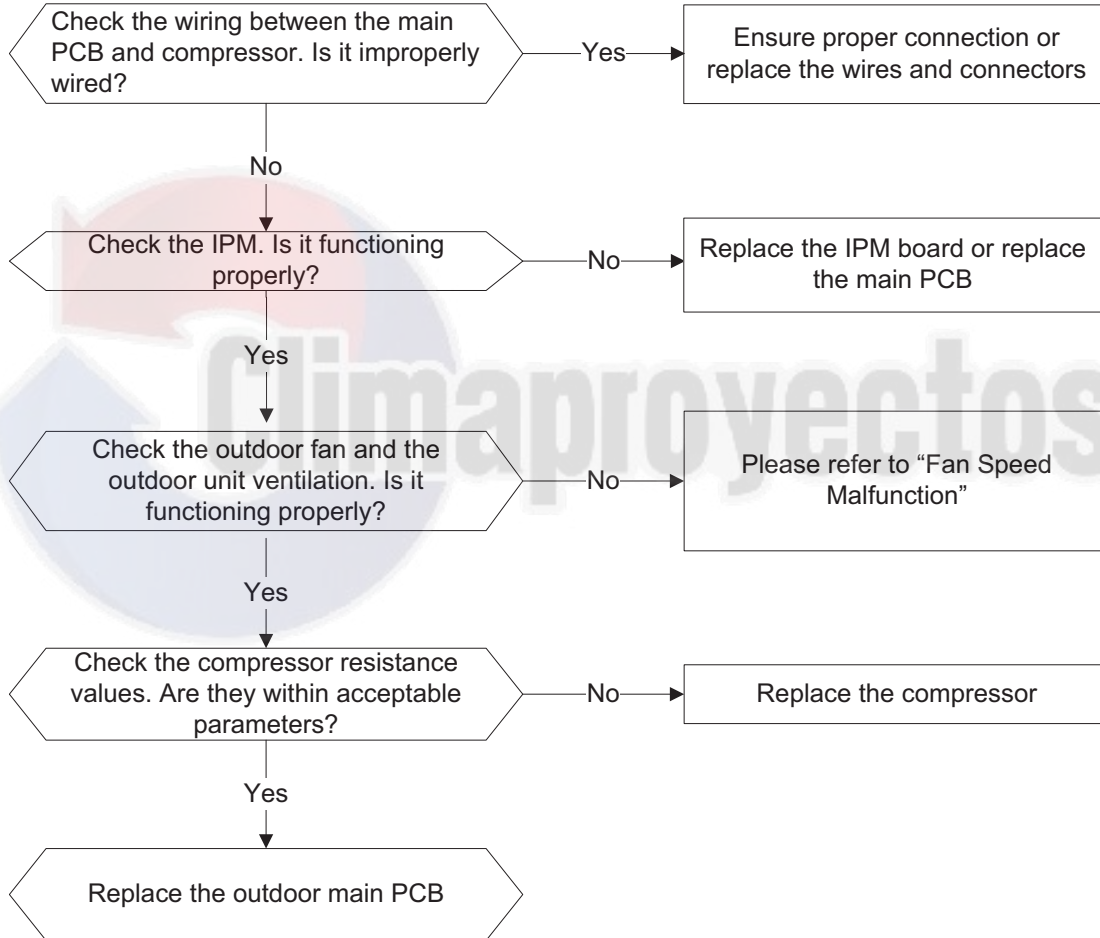 Check the wiring between the main
PCB and compressor. Is it improperly
wired?
Yes
Ensure proper connection or
replace the wires and connectors
No
Check the IPM. Is it functioning
properly?
No
Replace the IPM board or replace
the main PCB
Yes
Climaproyectos
Check the outdoor fan and the
outdoor unit ventilation. Is it
functioning properly?
No
Please refer to “Fan Speed
Malfunction”
Yes
Check the compressor resistance
values. Are they within acceptable
parameters?
No
Replace the compressor
Yes
Replace the outdoor main PCB